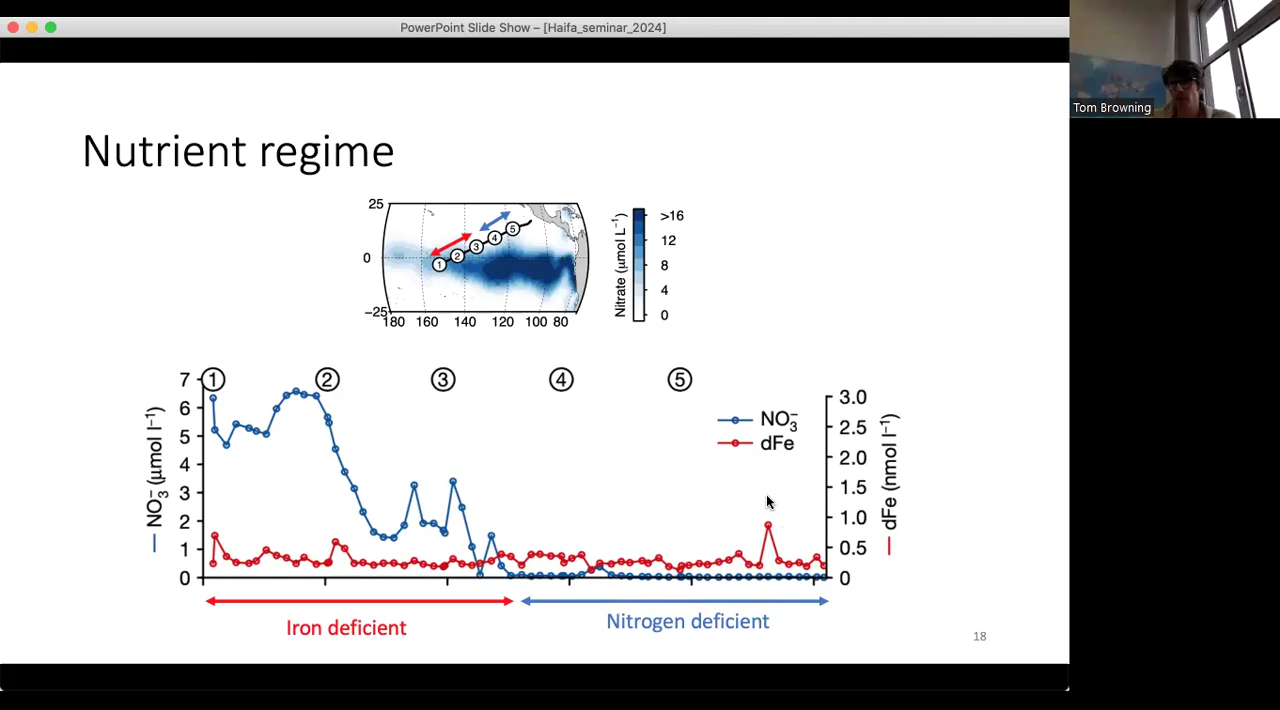 PowerPoint Slide Show – [Haifa_seminar_2024]
Tom Browning
Nutrient regime
25
0
−25
180 160 140 120 100 80
1 2 3 4 5
Nitrate (µmol L⁻¹)
>16
12
8
4
0
① ② ③ ④ ⑤
7
6
5
4
3
2
1
0
NO₃⁻ (µmol l⁻¹)
NO₃⁻
dFe
3.0
2.5
2.0
1.5
1.0
0.5
0
dFe (nmol l⁻¹)
Iron deficient
Nitrogen deficient
18